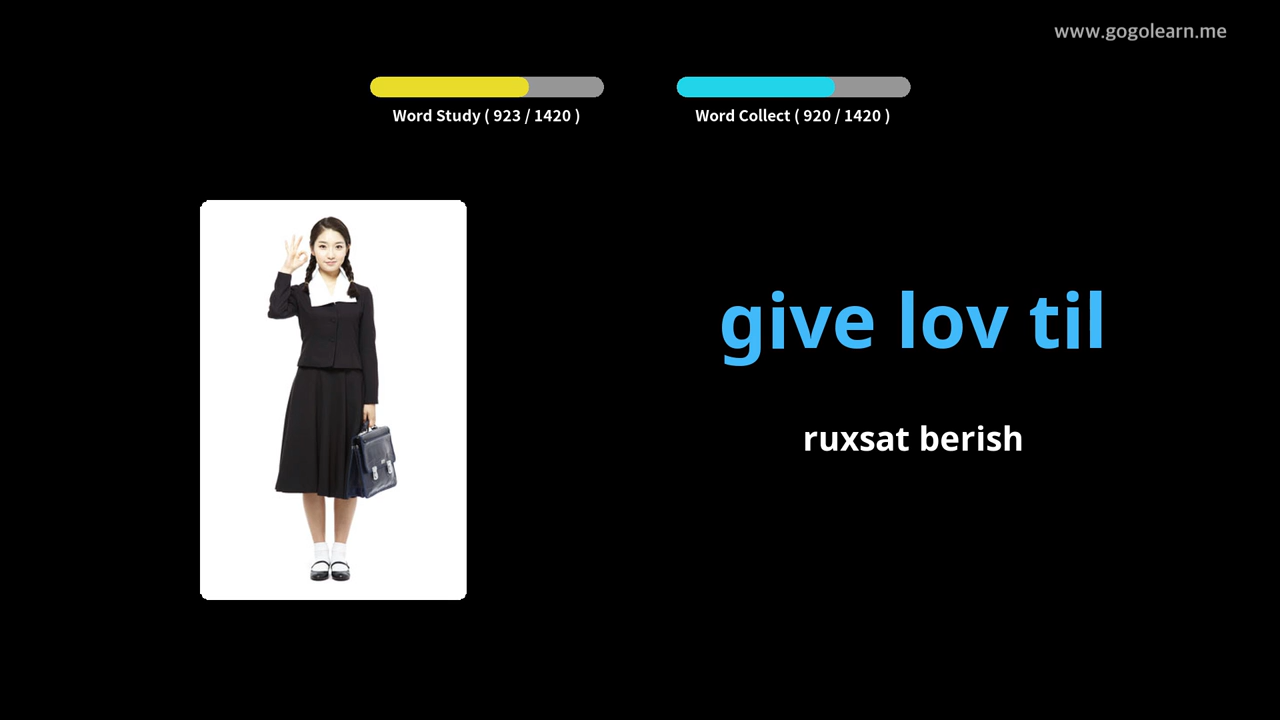 www.gogolearn.me
Word Study ( 923 / 1420 )
Word Collect ( 920 / 1420 )
give lov til
ruxsat berish